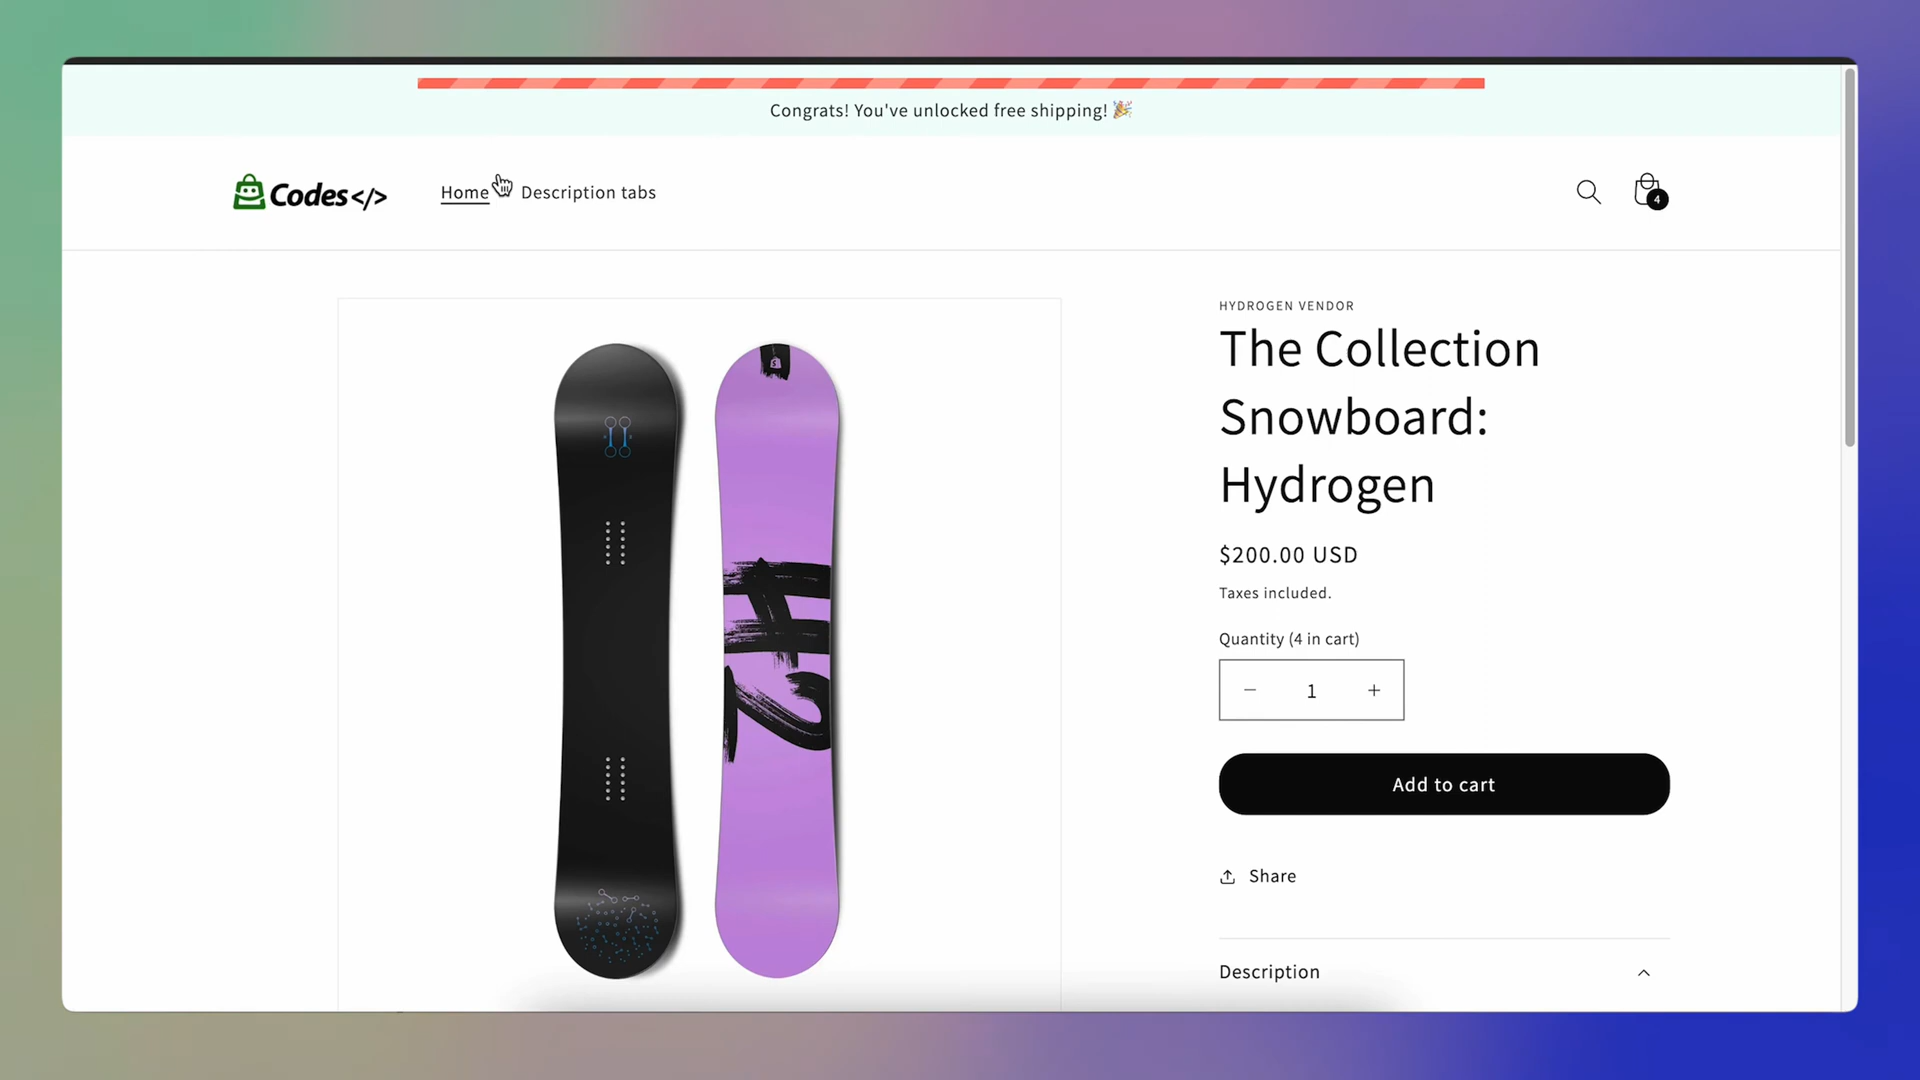 Congrats! You've unlocked free shipping! 🎉
Codes</>
Home
Description tabs
4
HYDROGEN VENDOR
The Collection
Snowboard:
Hydrogen
$200.00 USD
Taxes included.
Quantity (4 in cart)
− 1 +
Add to cart
Share
Description